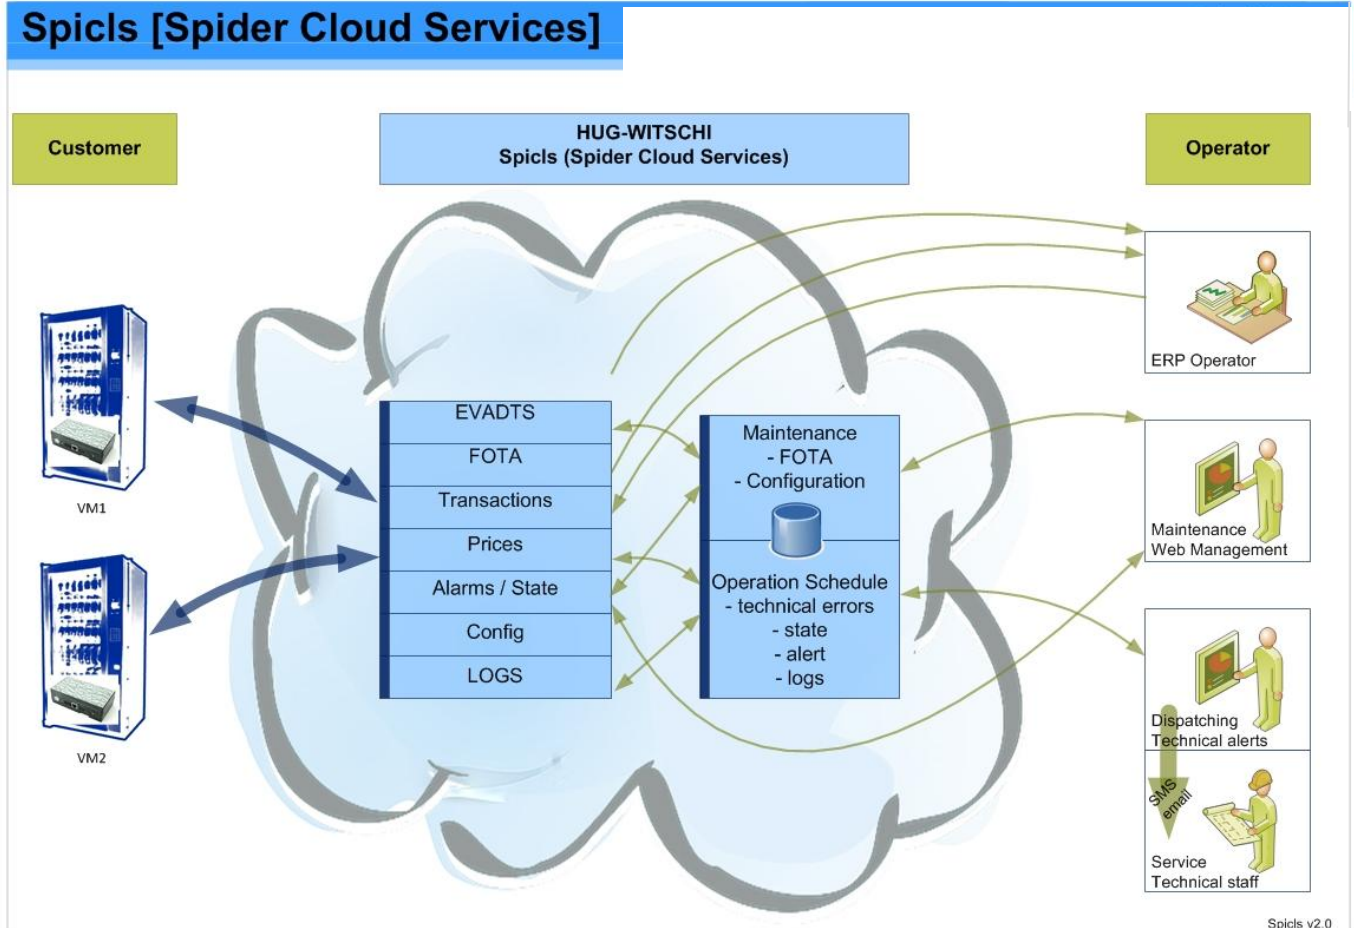 Spicls [Spider Cloud Services]
Customer
HUG-WITSCHI
Spicls (Spider Cloud Services)
Operator
VM1
VM2
EVADTS
FOTA
Transactions
Prices
Alarms / State
Config
LOGS
Maintenance
- FOTA
- Configuration
Operation Schedule
- technical errors
- state
- alert
- logs
ERP Operator
Maintenance
Web Management
Dispatching
Technical alerts
SMS
email
Service
Technical staff
Spicls v2.0